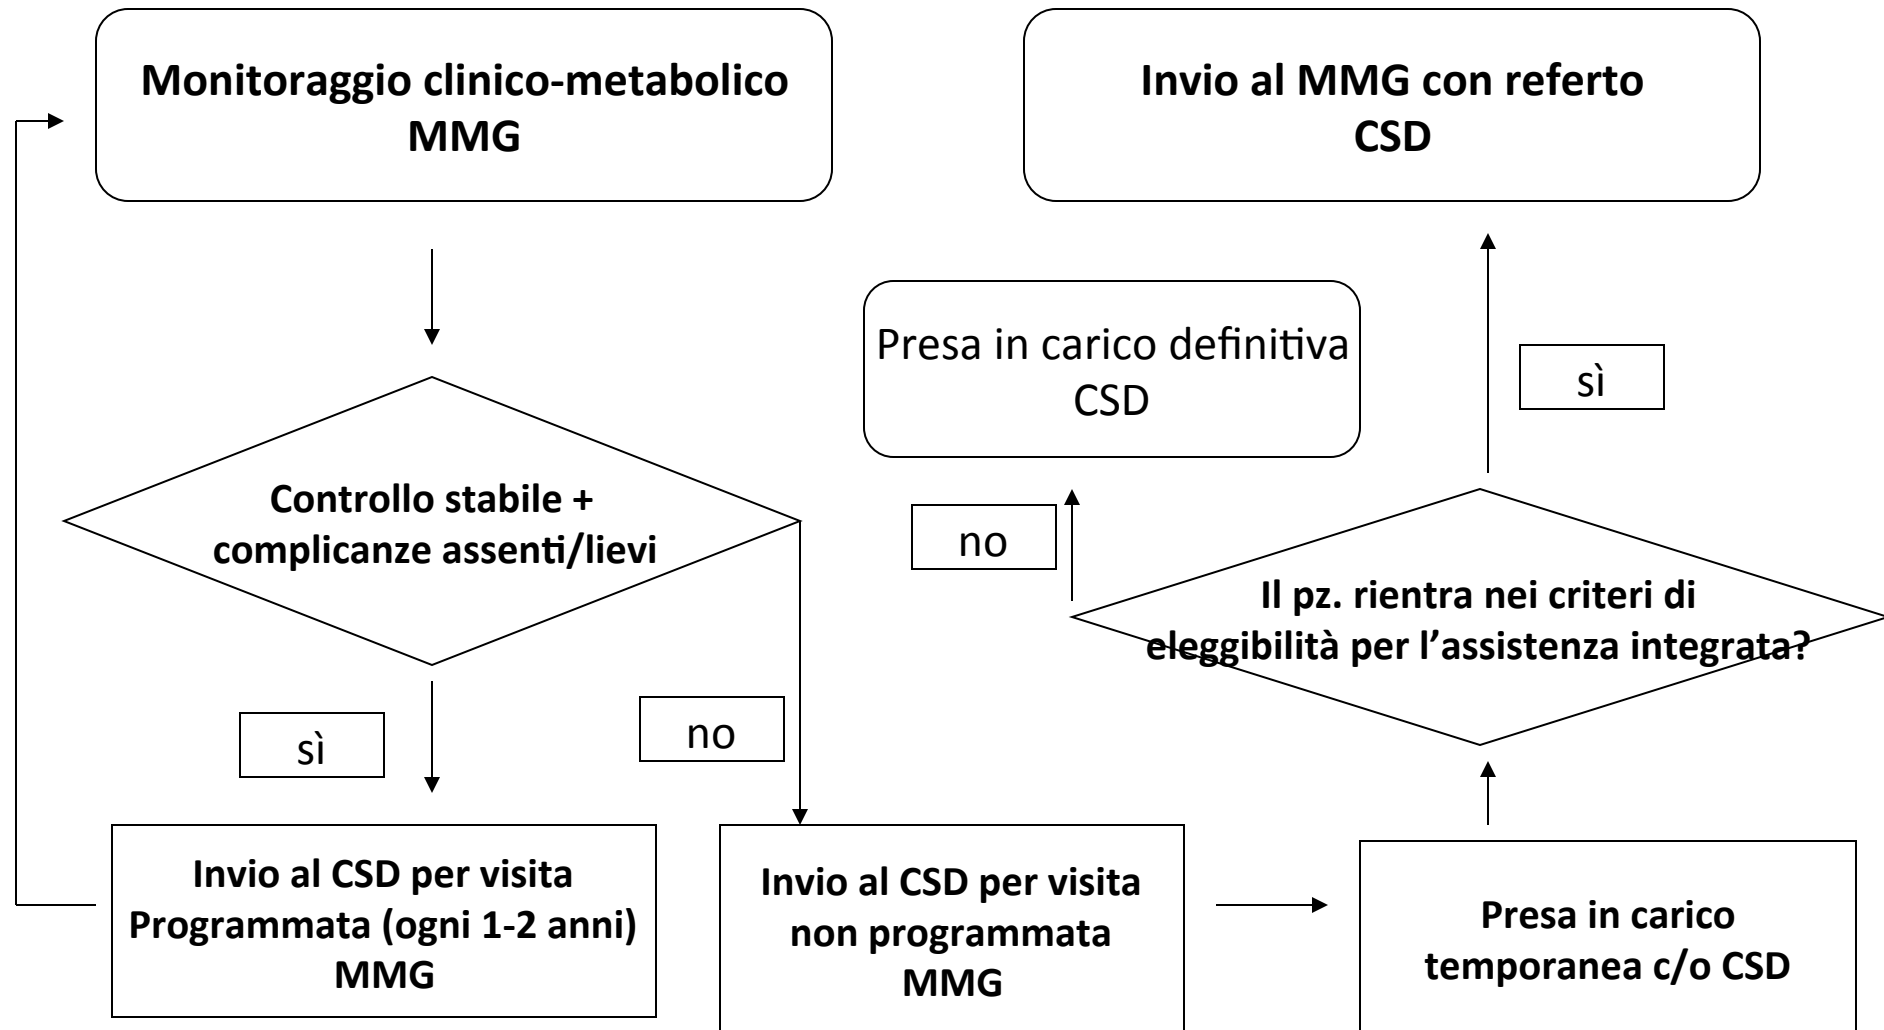 Monitoraggio clinico-metabolico
MMG
Controllo stabile +
complicanze assenti/lievi
sì
no
Invio al CSD per visita
Programmata (ogni 1-2 anni)
MMG
Invio al CSD per visita
non programmata
MMG
Presa in carico
temporanea c/o CSD
Il pz. rientra nei criteri di
eleggibilità per l’assistenza integrata?
no
Presa in carico definitiva
CSD
sì
Invio al MMG con referto
CSD